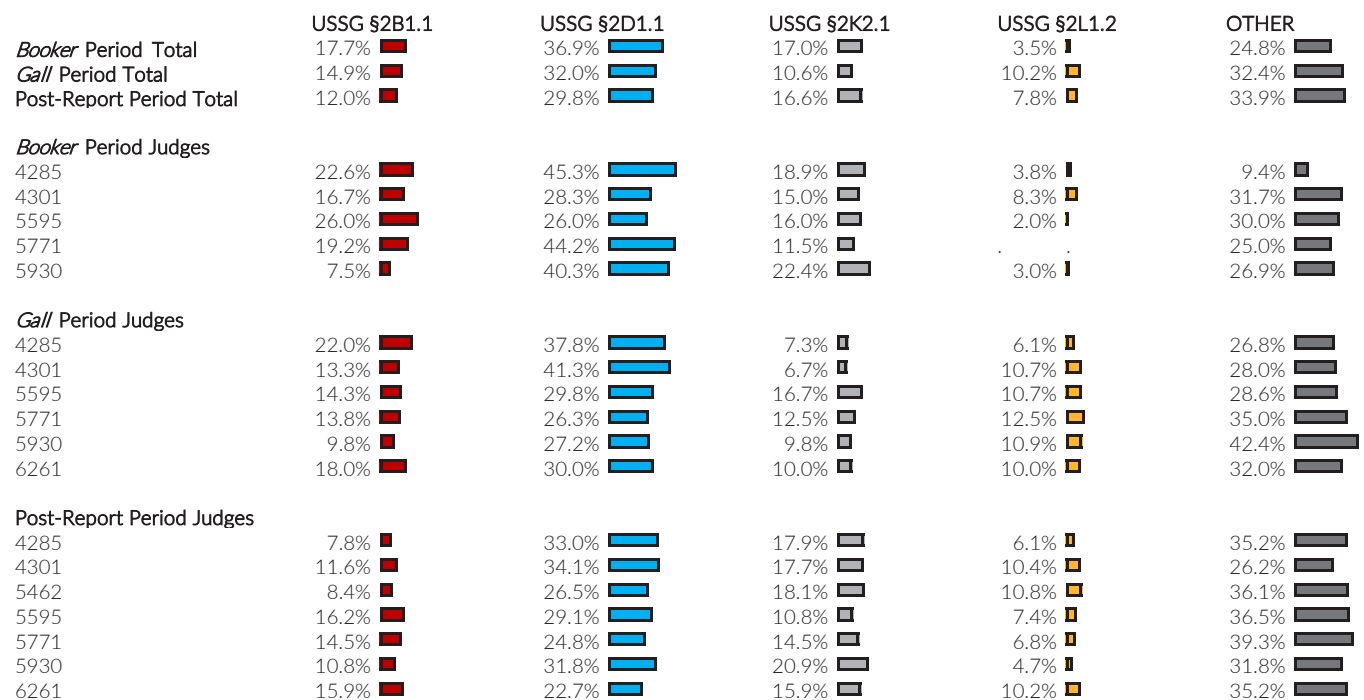 USSG §2B1.1 USSG §2D1.1 USSG §2K2.1 USSG §2L1.2 OTHER
Booker Period Total 17.7% 36.9% 17.0% 3.5% 24.8%
Gall Period Total 14.9% 32.0% 10.6% 10.2% 32.4%
Post-Report Period Total 12.0% 29.8% 16.6% 7.8% 33.9%
Booker Period Judges
4285 22.6% 45.3% 18.9% 3.8% 9.4%
4301 16.7% 28.3% 15.0% 8.3% 31.7%
5595 26.0% 26.0% 16.0% 2.0% 30.0%
5771 19.2% 44.2% 11.5% . . 25.0%
5930 7.5% 40.3% 22.4% 3.0% 26.9%
Gall Period Judges
4285 22.0% 37.8% 7.3% 6.1% 26.8%
4301 13.3% 41.3% 6.7% 10.7% 28.0%
5595 14.3% 29.8% 16.7% 10.7% 28.6%
5771 13.8% 26.3% 12.5% 12.5% 35.0%
5930 9.8% 27.2% 9.8% 10.9% 42.4%
6261 18.0% 30.0% 10.0% 10.0% 32.0%
Post-Report Period Judges
4285 7.8% 33.0% 17.9% 6.1% 35.2%
4301 11.6% 34.1% 17.7% 10.4% 26.2%
5462 8.4% 26.5% 18.1% 10.8% 36.1%
5595 16.2% 29.1% 10.8% 7.4% 36.5%
5771 14.5% 24.8% 14.5% 6.8% 39.3%
5930 10.8% 31.8% 20.9% 4.7% 31.8%
6261 15.9% 22.7% 15.9% 10.2% 35.2%